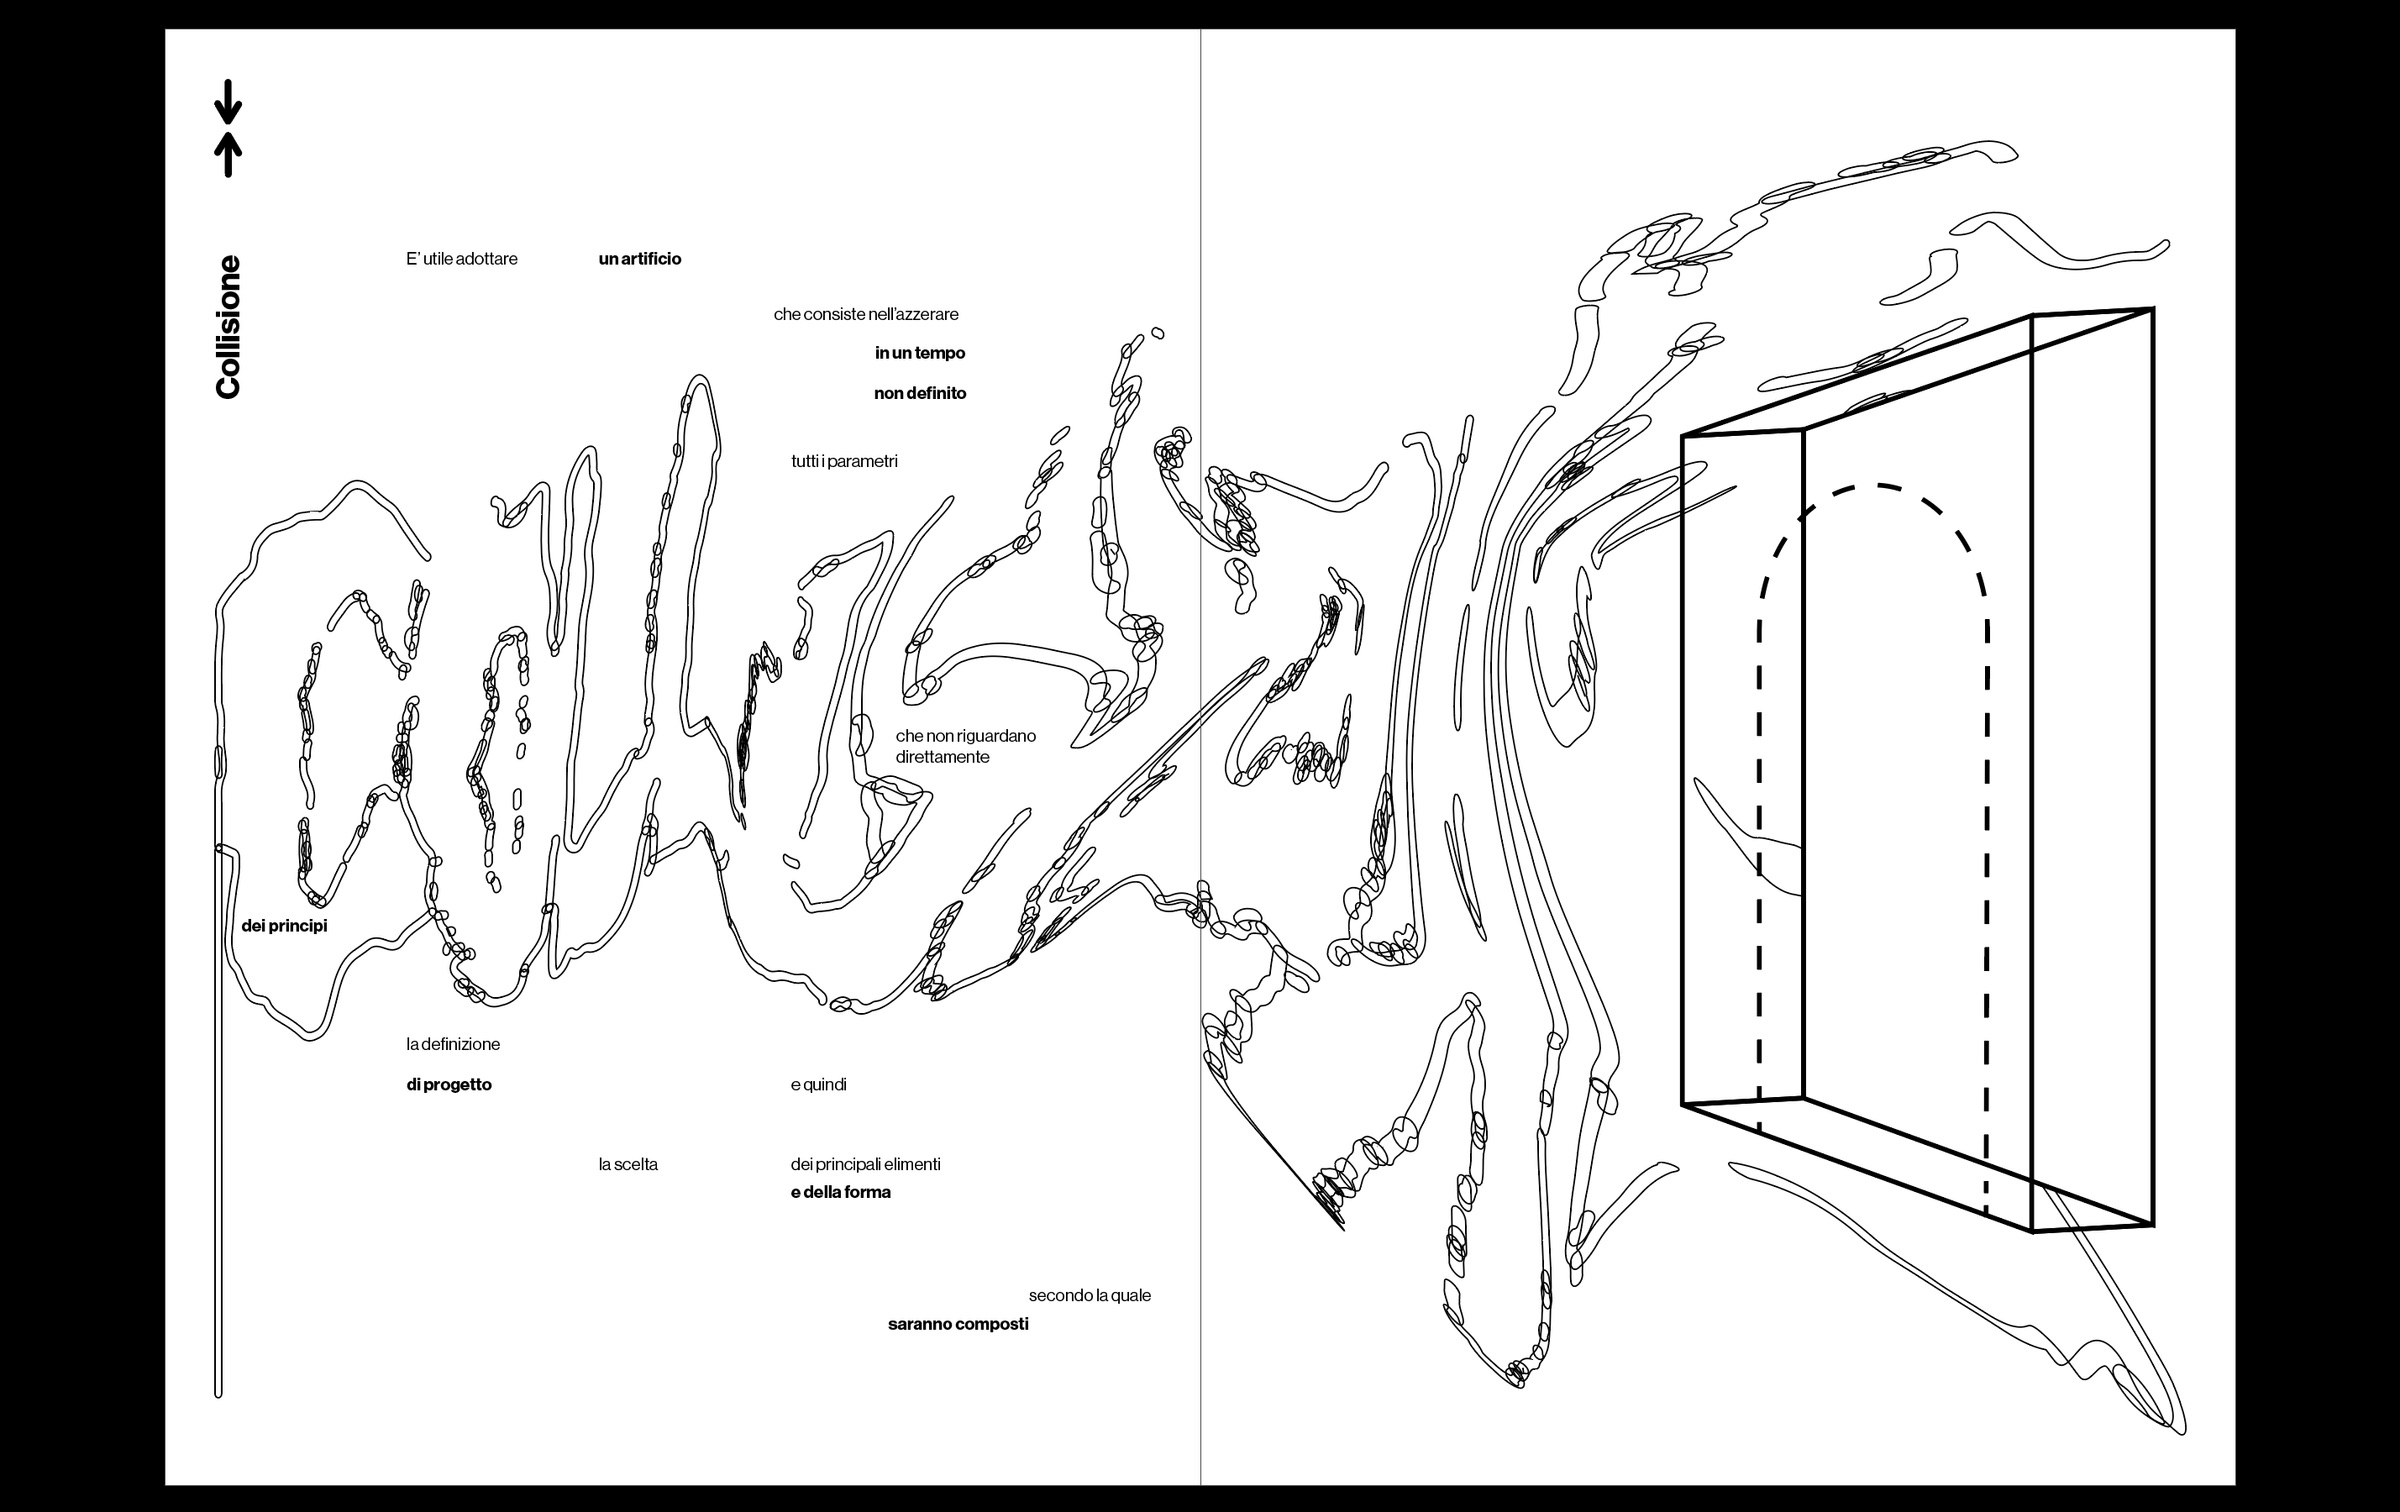 Collisione
E' utile adottare un artificio
che consiste nell'azzerare
in un tempo
non definito
tutti i parametri
che non riguardano
direttamente
dei principi
la definizione
di progetto
e quindi
la scelta
dei principali elimenti
e della forma
secondo la quale
saranno composti